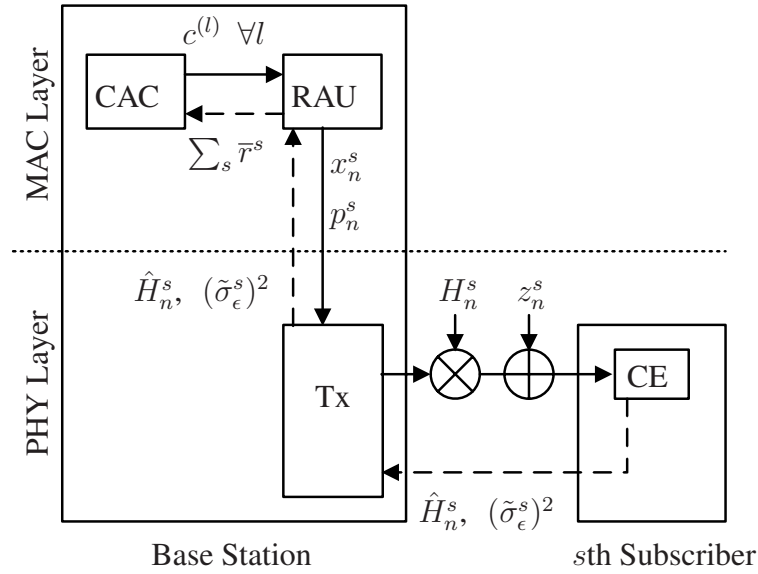 MAC Layer
c^{(l)} ∀l
CAC
RAU
∑_s r̅^s
x_n^s
p_n^s
PHY Layer
Ĥ_n^s, (σ̃_ϵ^s)^2
H_n^s
z_n^s
Tx
CE
Ĥ_n^s, (σ̃_ϵ^s)^2
Base Station
sth Subscriber